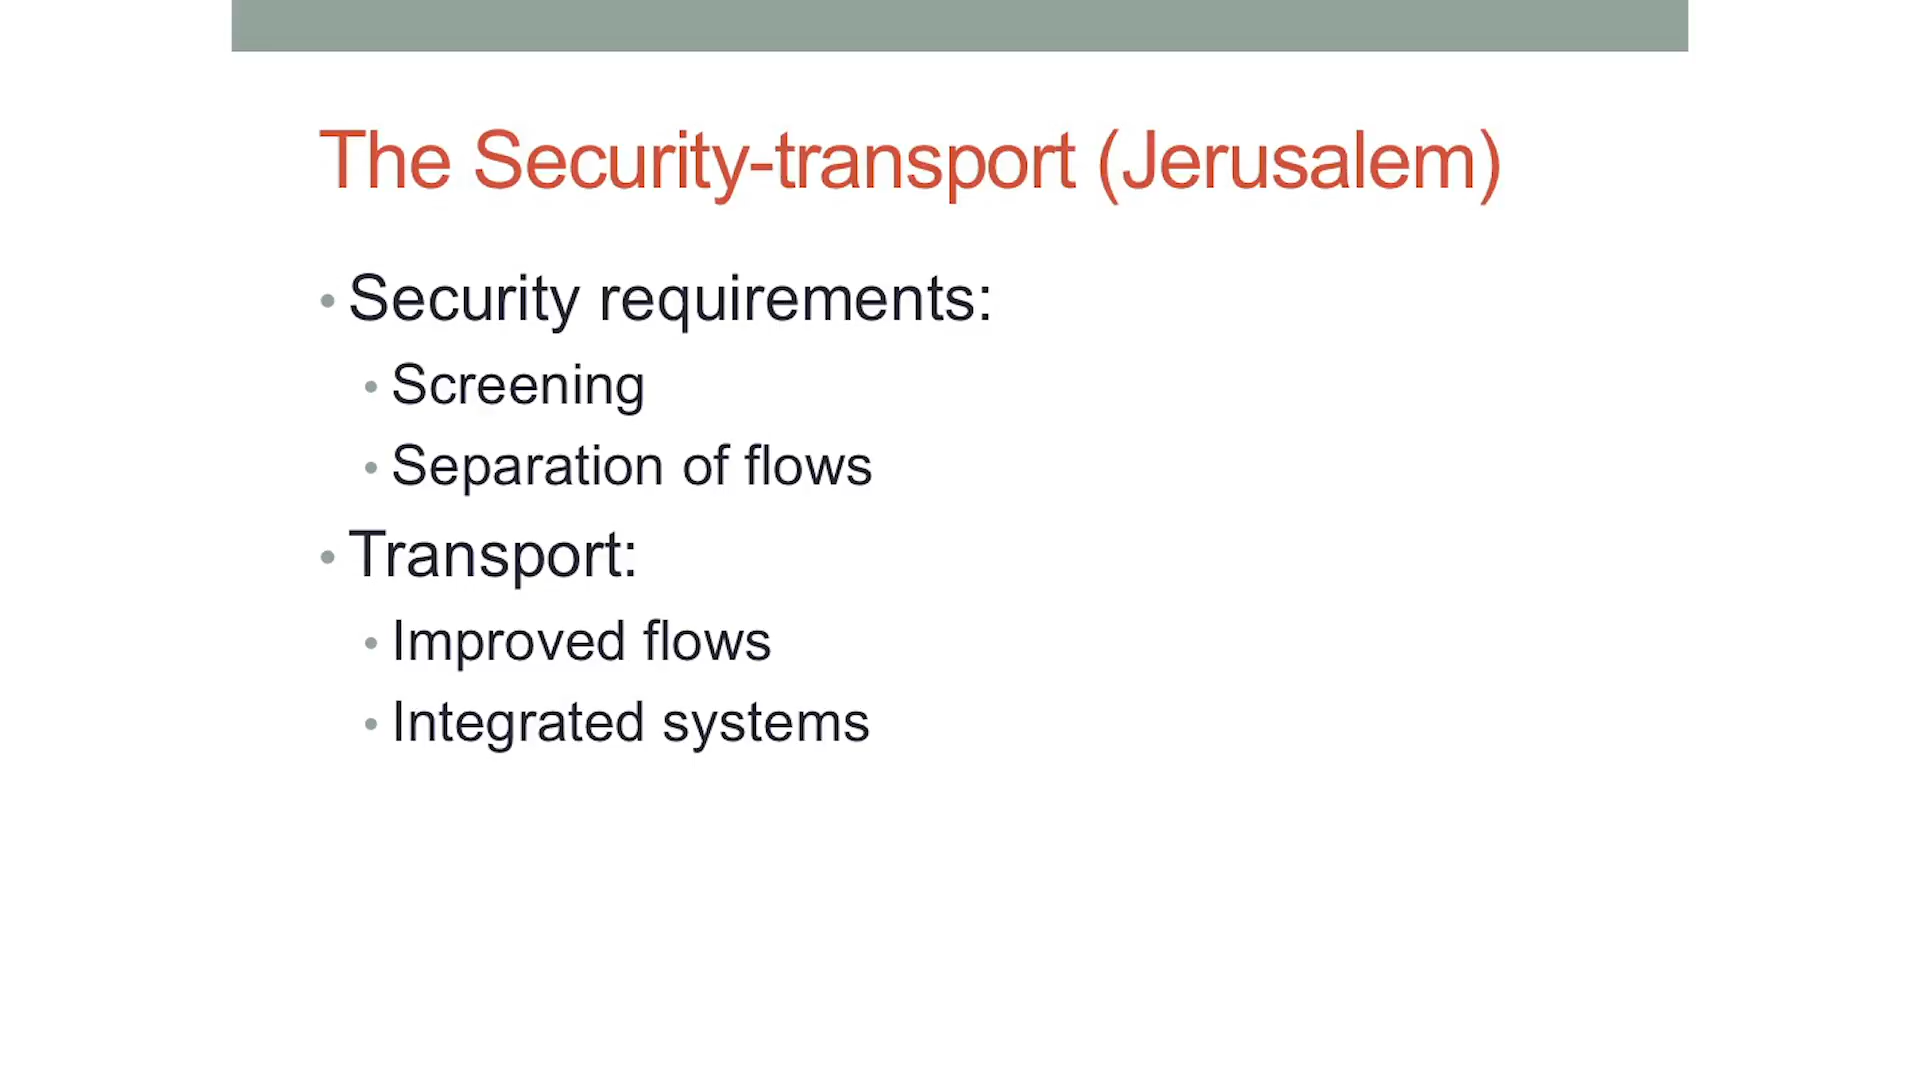 The Security-transport (Jerusalem)
• Security requirements:
• Screening
• Separation of flows
• Transport:
• Improved flows
• Integrated systems